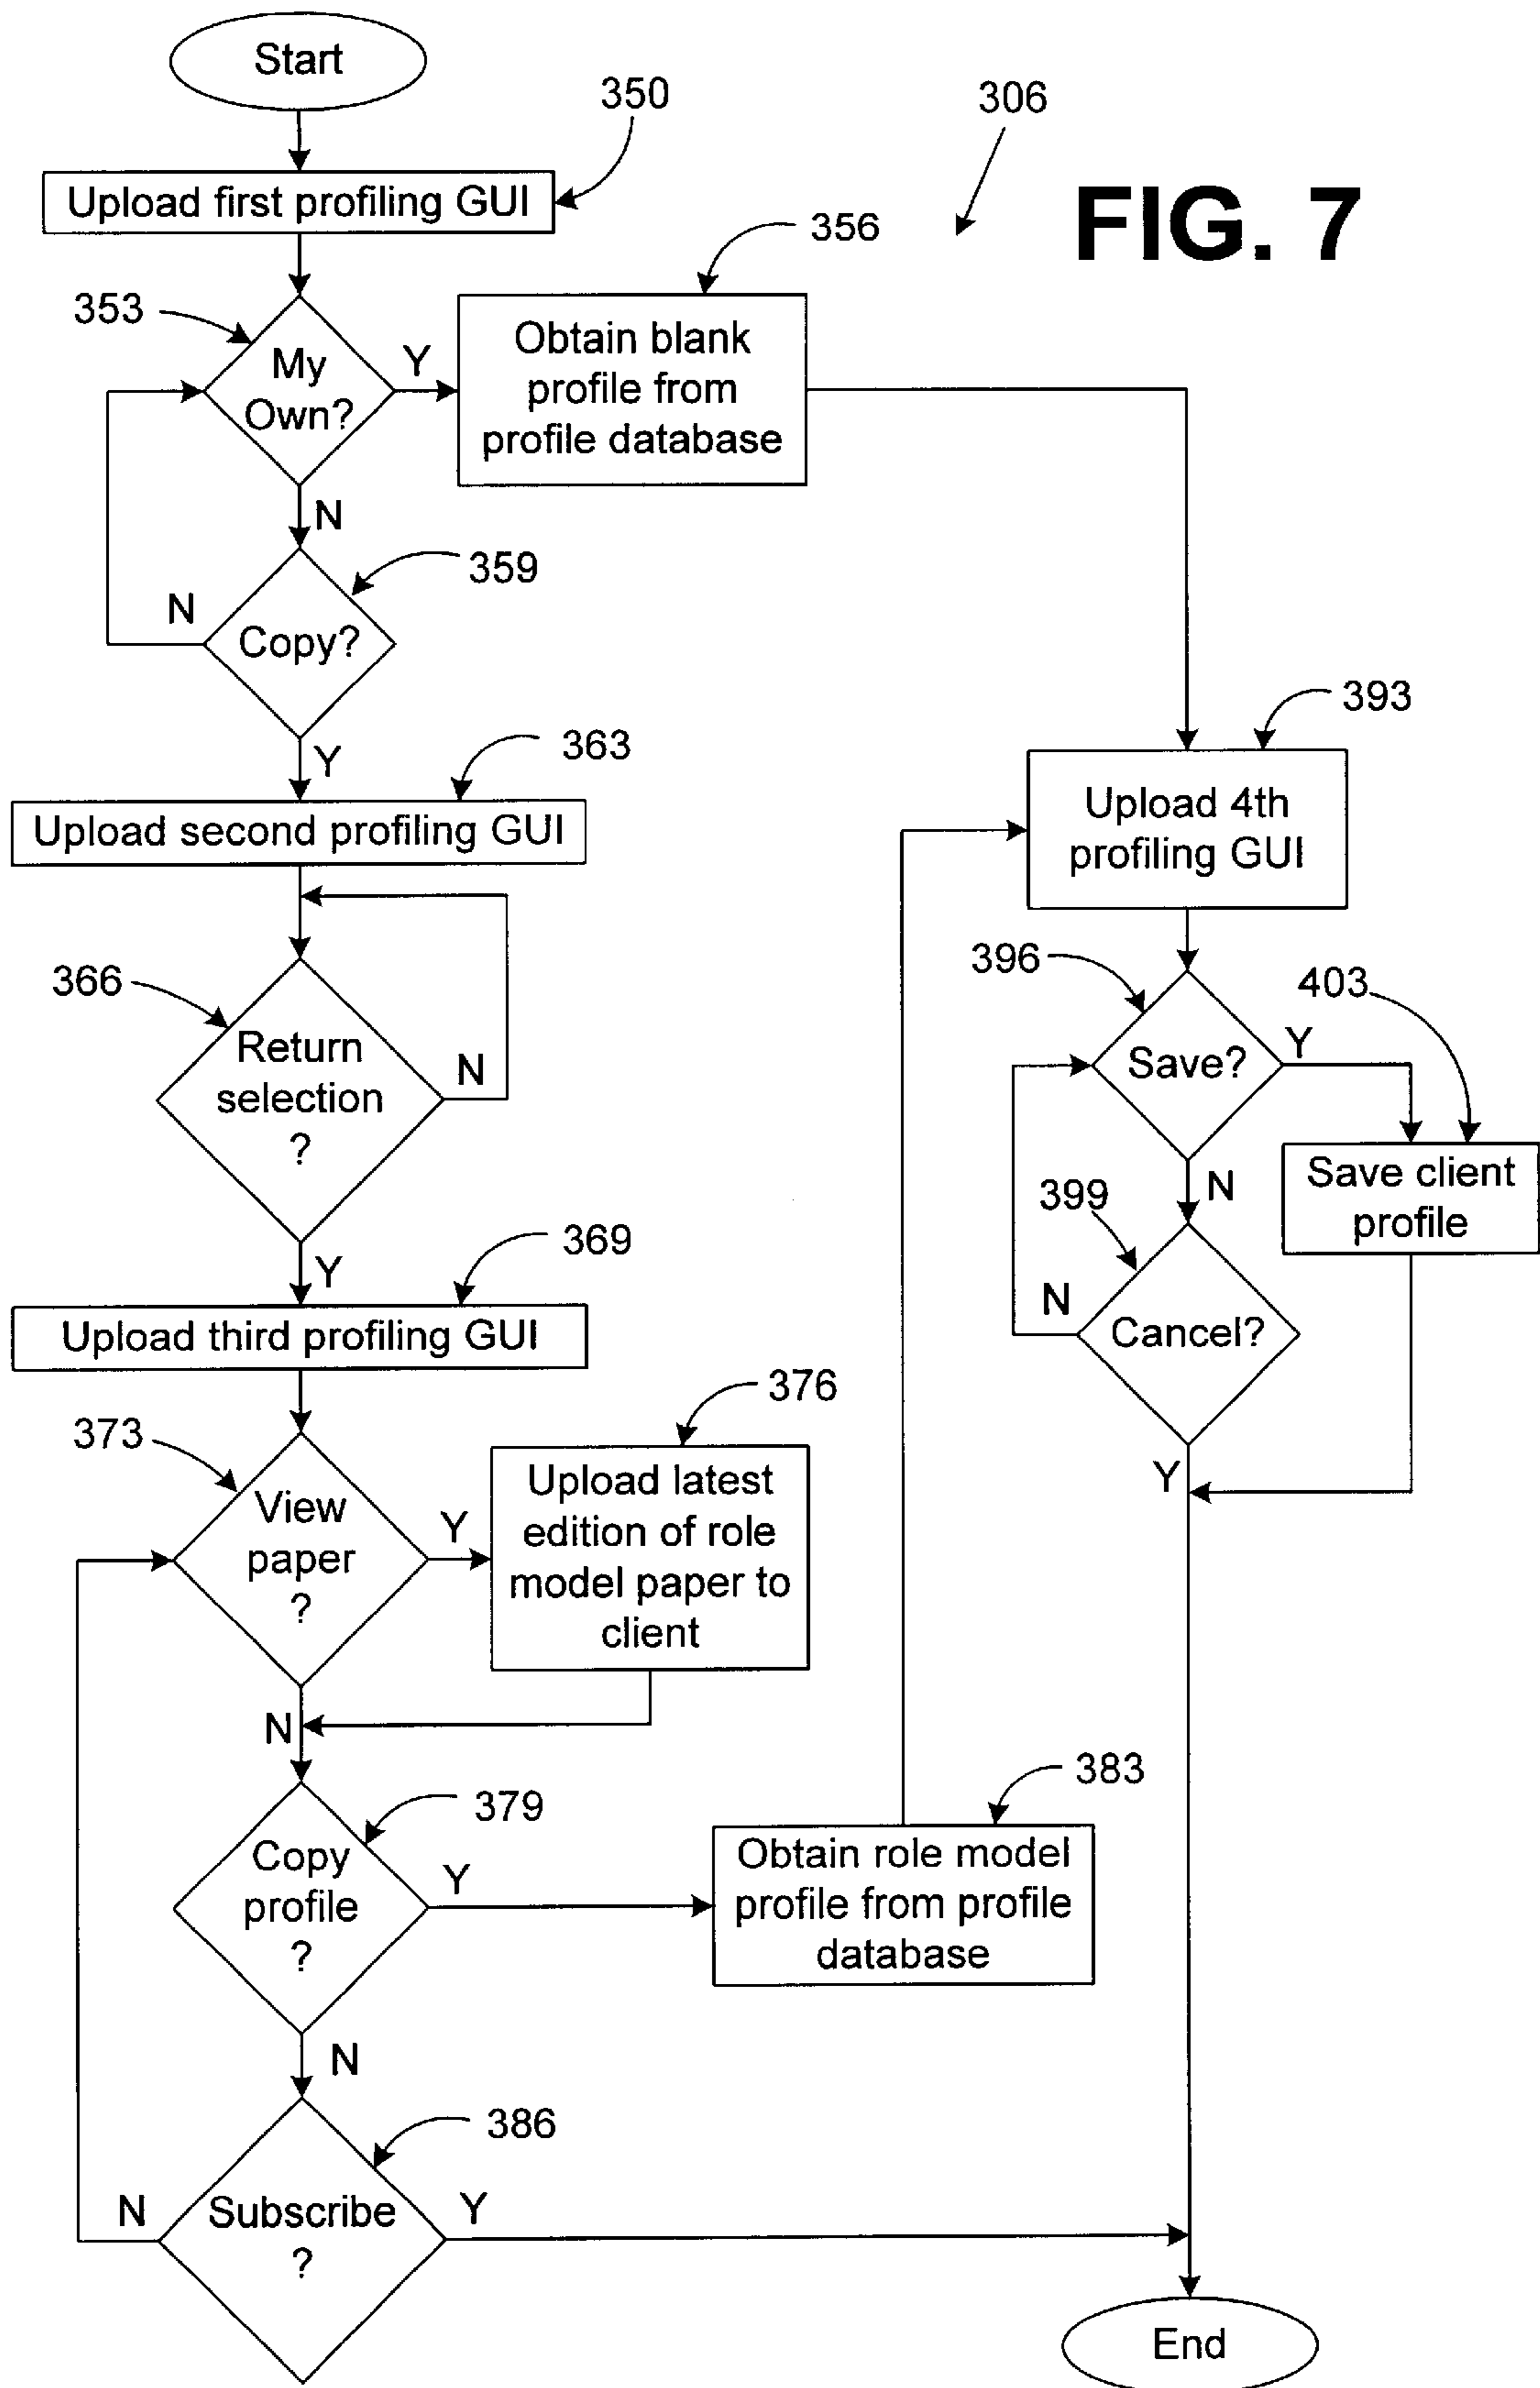 Start
350
306
FIG. 7
Upload first profiling GUI
356
353
My
Own?
Y
Obtain blank
profile from
profile database
N
359
N
Copy?
Y
363
393
Upload second profiling GUI
Upload 4th
profiling GUI
366
Return
selection
?
N
396
403
Save?
Y
Y
369
399
N
Save client
profile
Upload third profiling GUI
N
Cancel?
373
376
View
paper
?
Y
Upload latest
edition of role
model paper to
client
Y
N
379
383
Copy
profile
?
Y
Obtain role model
profile from profile
database
N
386
N
Subscribe
?
Y
End